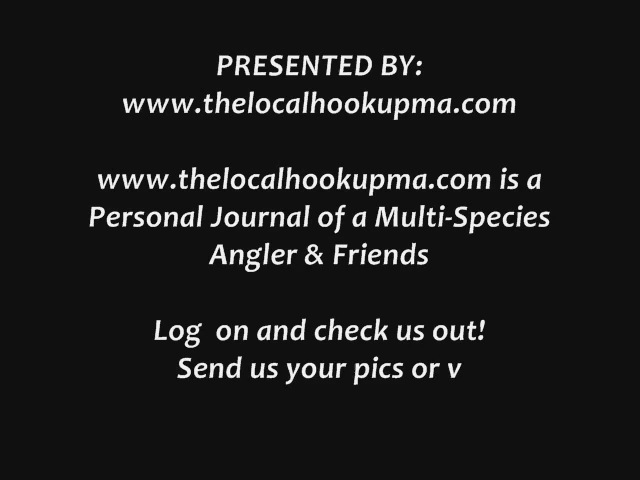 PRESENTED BY:
www.thelocalhookupma.com
www.thelocalhookupma.com is a
Personal Journal of a Multi-Species
Angler & Friends
Log on and check us out!
Send us your pics or v